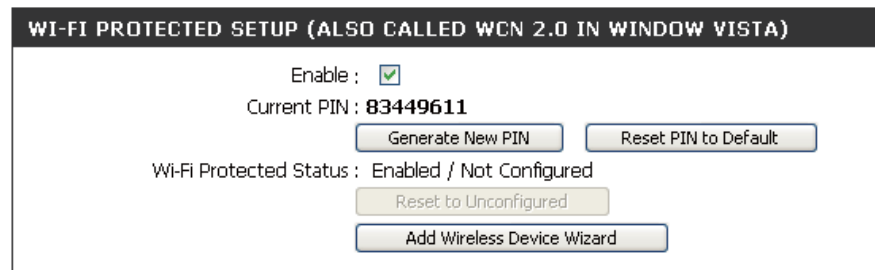 WI-FI PROTECTED SETUP (ALSO CALLED WCN 2.0 IN WINDOW VISTA)
Enable :
Current PIN : 83449611
Generate New PIN Reset PIN to Default
Wi-Fi Protected Status : Enabled / Not Configured
Reset to Unconfigured
Add Wireless Device Wizard